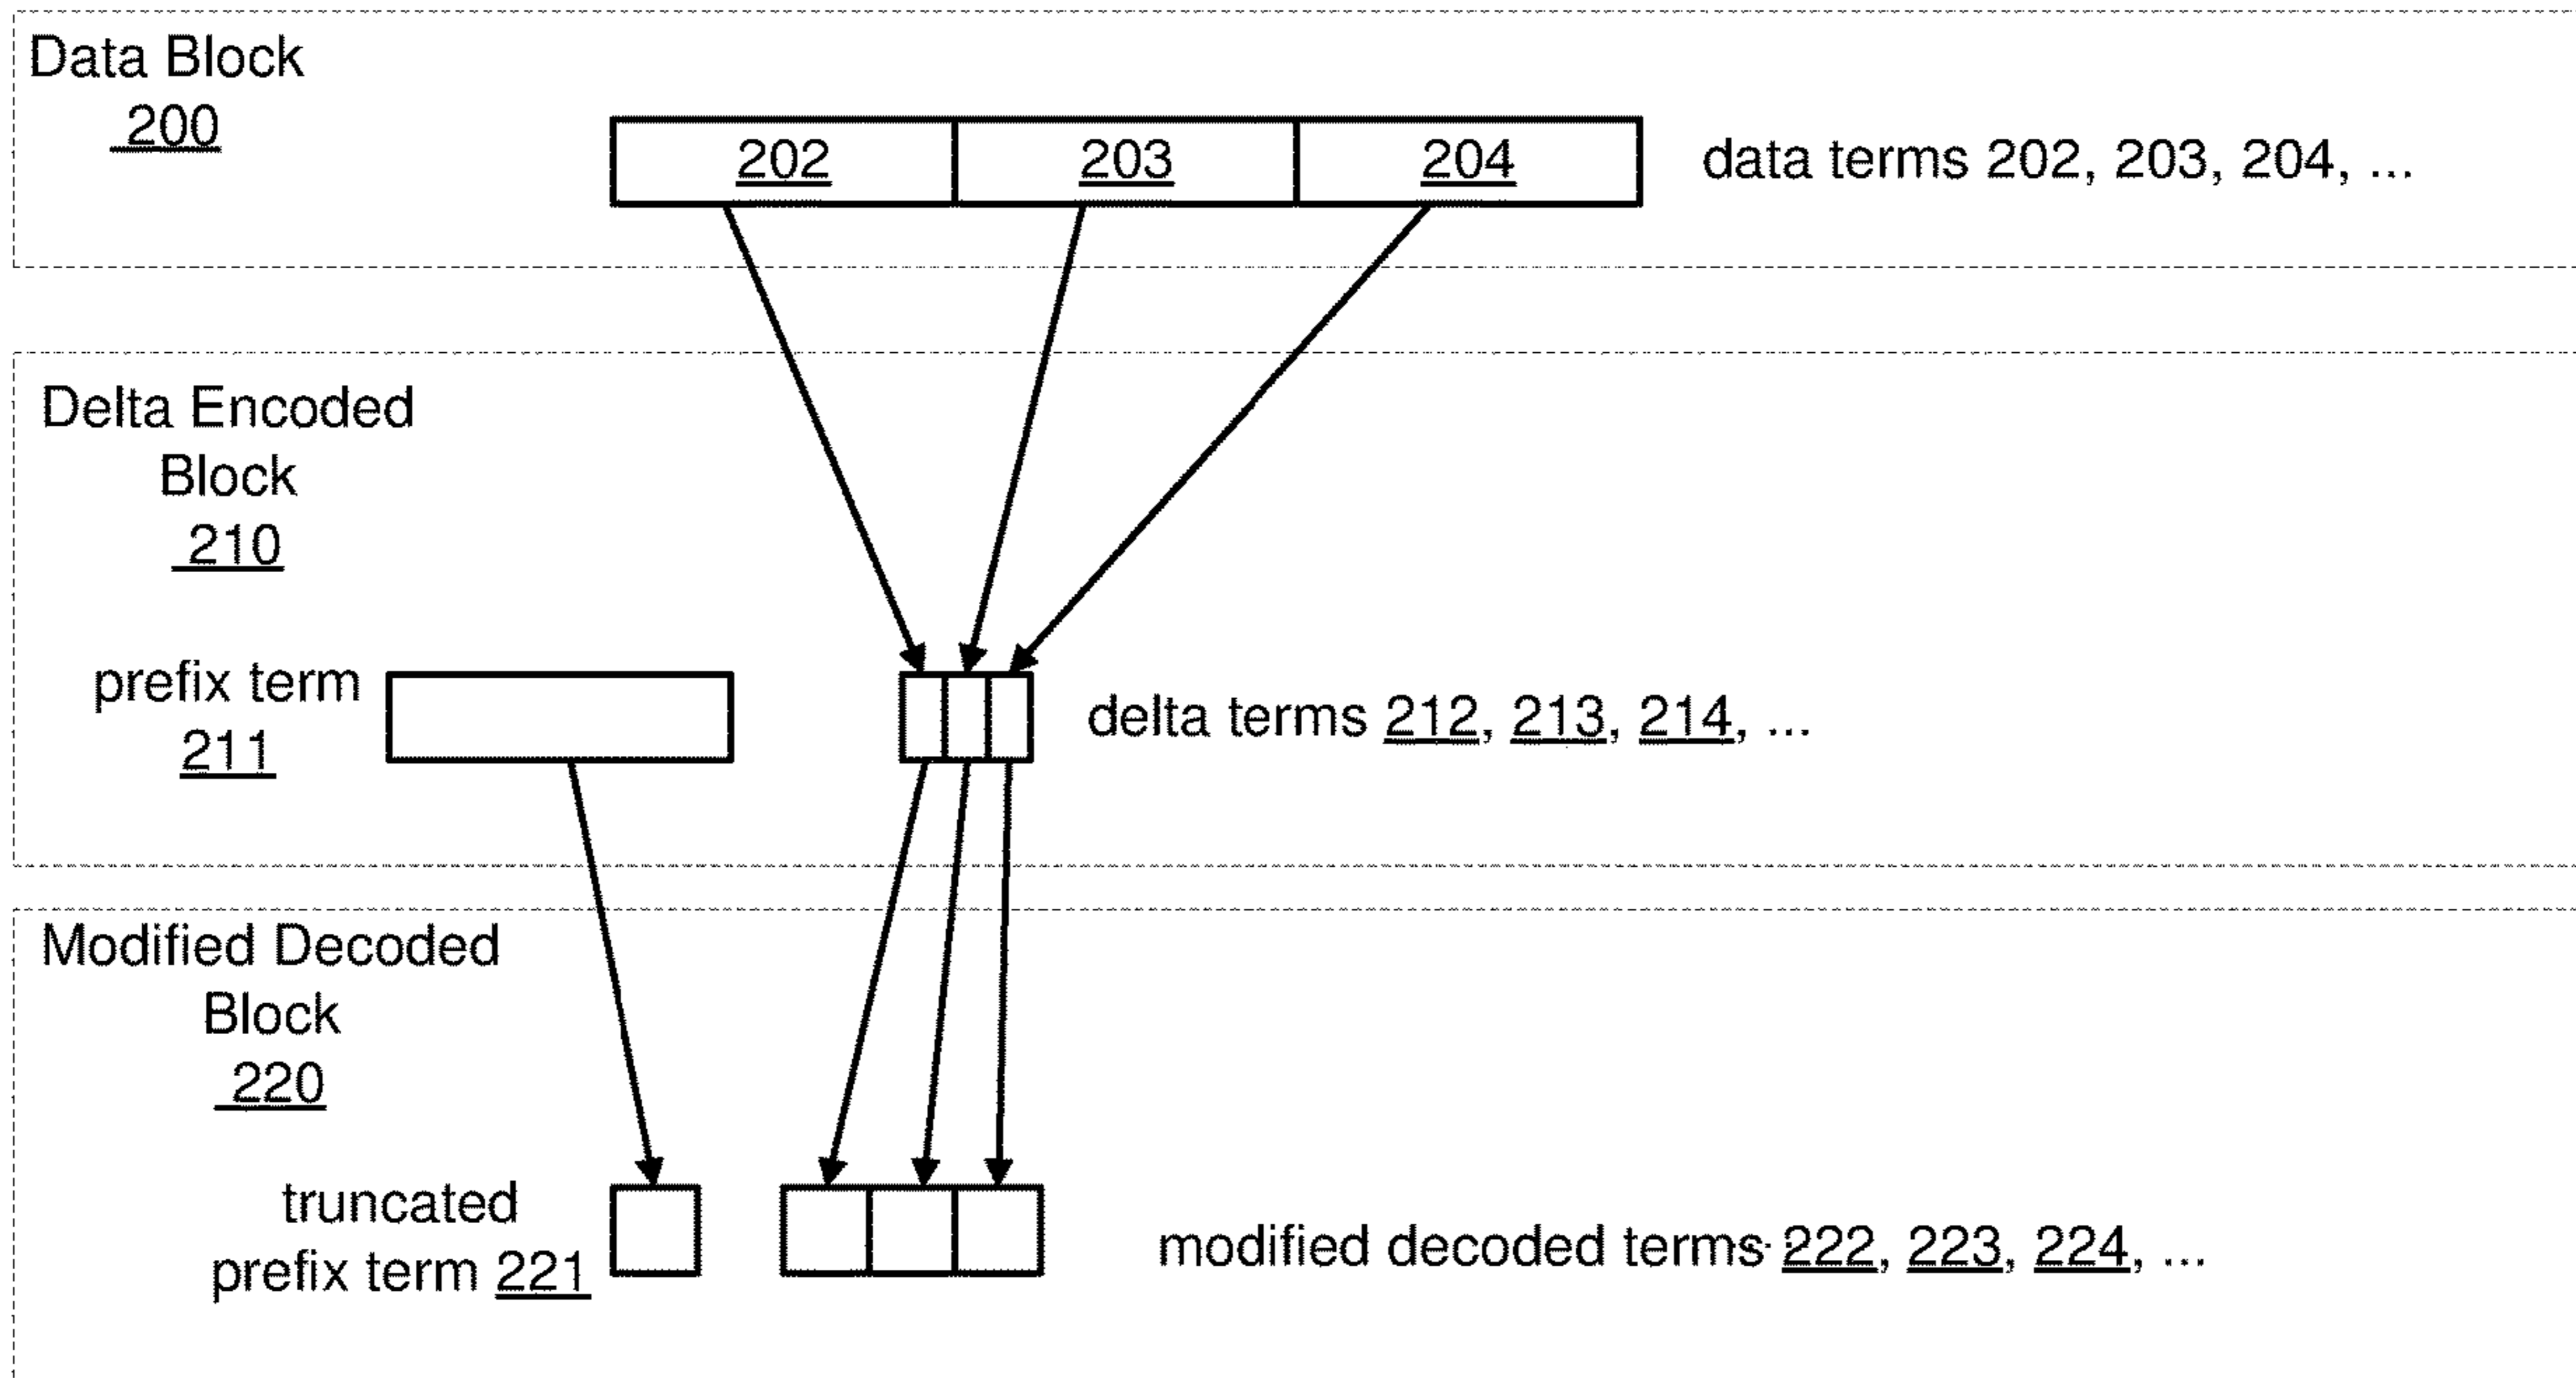 Data Block
200
202 203 204 data terms 202, 203, 204, ...
Delta Encoded
Block
210
prefix term
211
delta terms 212, 213, 214, ...
Modified Decoded
Block
220
truncated
prefix term 221
modified decoded terms 222, 223, 224, ...